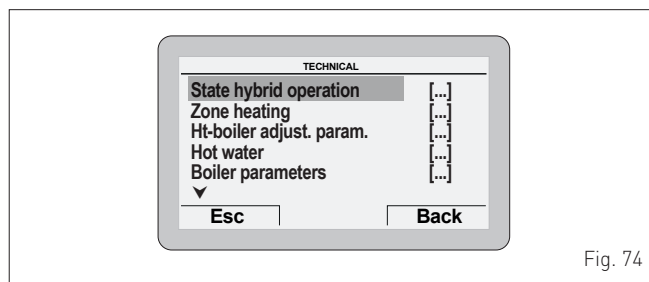 TECHNICAL
State hybrid operation [...]
Zone heating [...]
Ht-boiler adjust. param. [...]
Hot water [...]
Boiler parameters [...]
Esc Back
Fig. 74